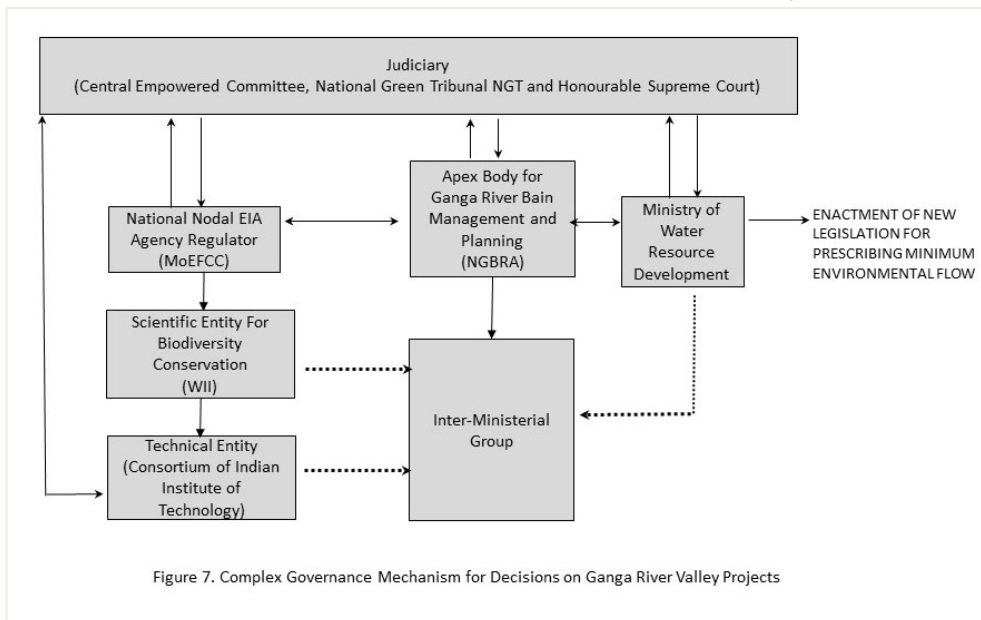 Judiciary
(Central Empowered Committee, National Green Tribunal NGT and Honourable Supreme Court)
National Nodal EIA
Agency Regulator
(MoEFCC)
Apex Body for
Ganga River Bain
Management and
Planning
(NGBRA)
Ministry of
Water
Resource
Development
ENACTMENT OF NEW
LEGISLATION FOR
PRESCRIBING MINIMUM
ENVIRONMENTAL FLOW
Scientific Entity For
Biodiversity
Conservation
(WII)
Inter-Ministerial
Group
Technical Entity
(Consortium of Indian
Institute of
Technology)
Figure 7. Complex Governance Mechanism for Decisions on Ganga River Valley Projects